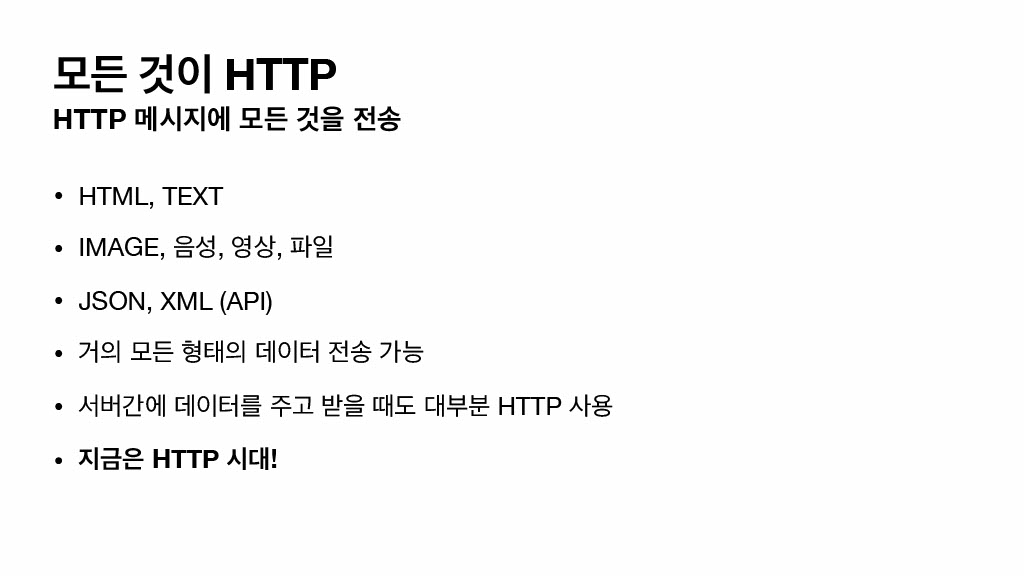 모든 것이 HTTP
HTTP 메시지에 모든 것을 전송
• HTML, TEXT
• IMAGE, 음성, 영상, 파일
• JSON, XML (API)
• 거의 모든 형태의 데이터 전송 가능
• 서버간에 데이터를 주고 받을 때도 대부분 HTTP 사용
• 지금은 HTTP 시대!